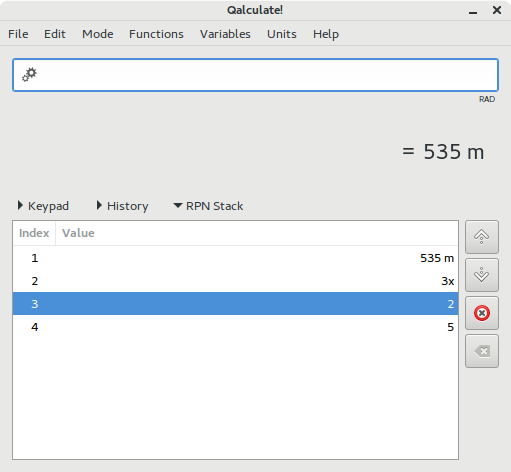 Qalculate!
File Edit Mode Functions Variables Units Help
RAD
= 535 m
Keypad History RPN Stack
Index Value
1 535 m
2 3x
3 2
4 5